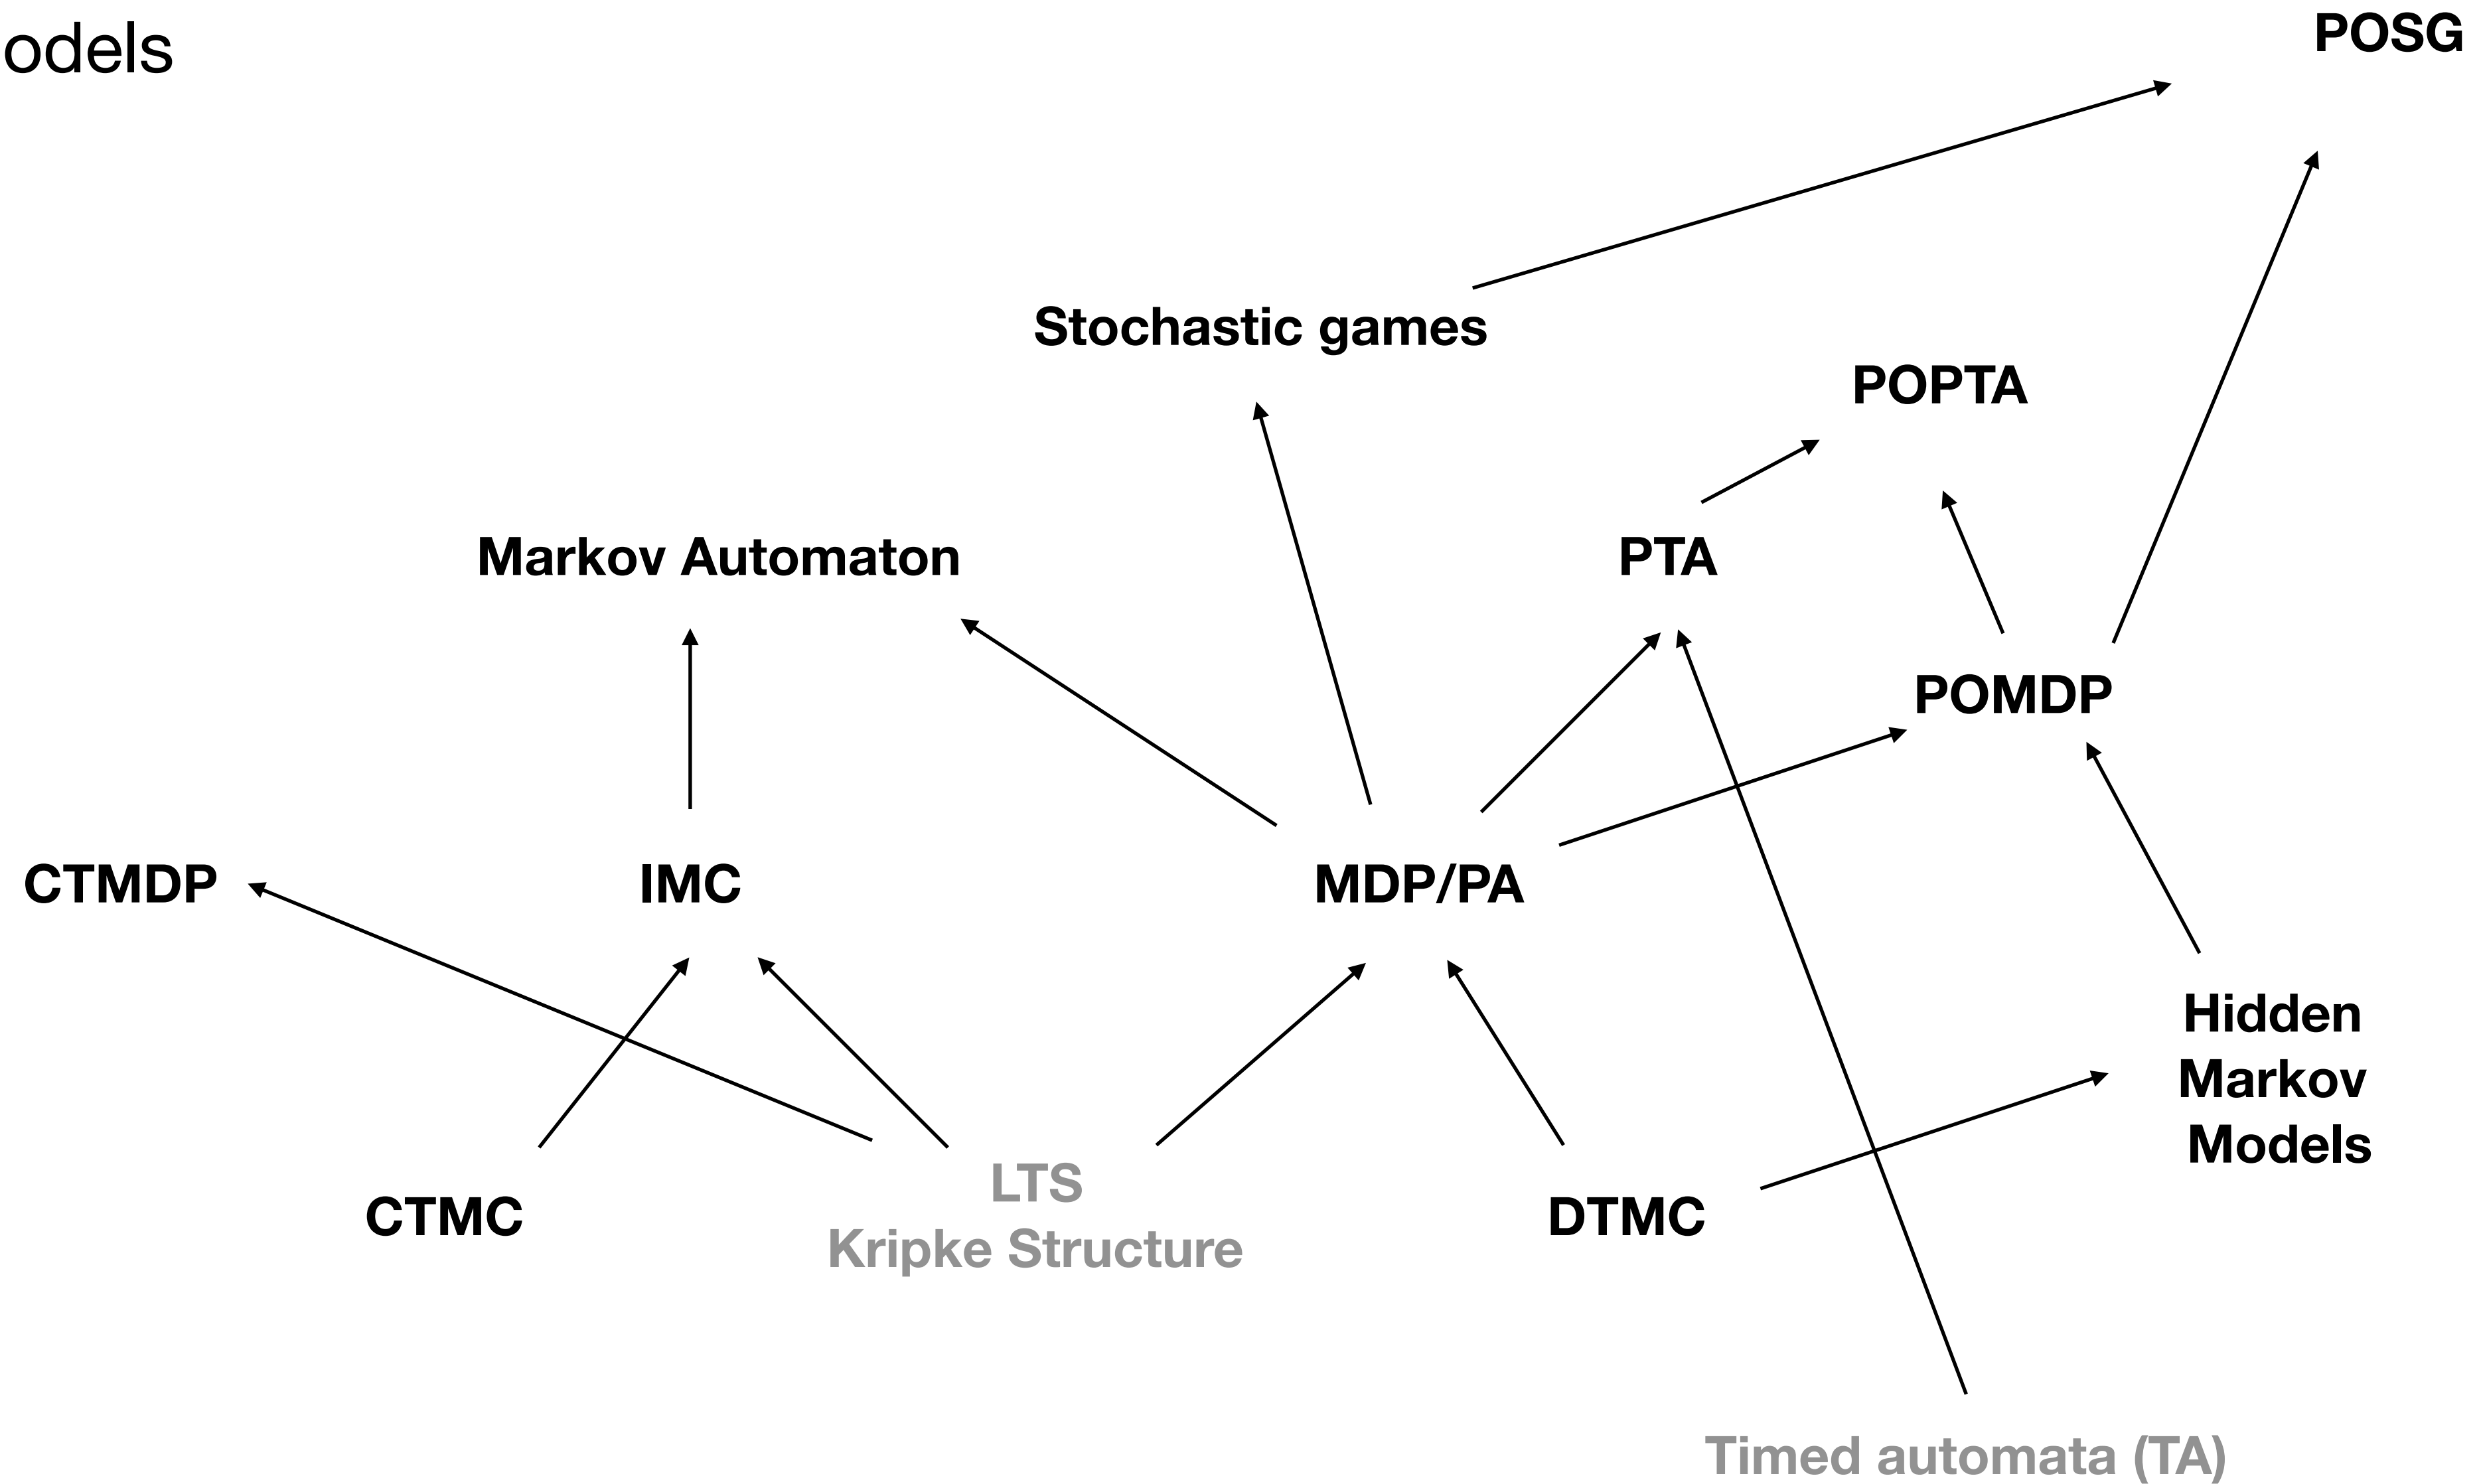 odels
POSG
Stochastic games
POPTA
Markov Automaton
PTA
POMDP
CTMDP
IMC
MDP/PA
Hidden
Markov
Models
LTS
Kripke Structure
CTMC
DTMC
Timed automata (TA)